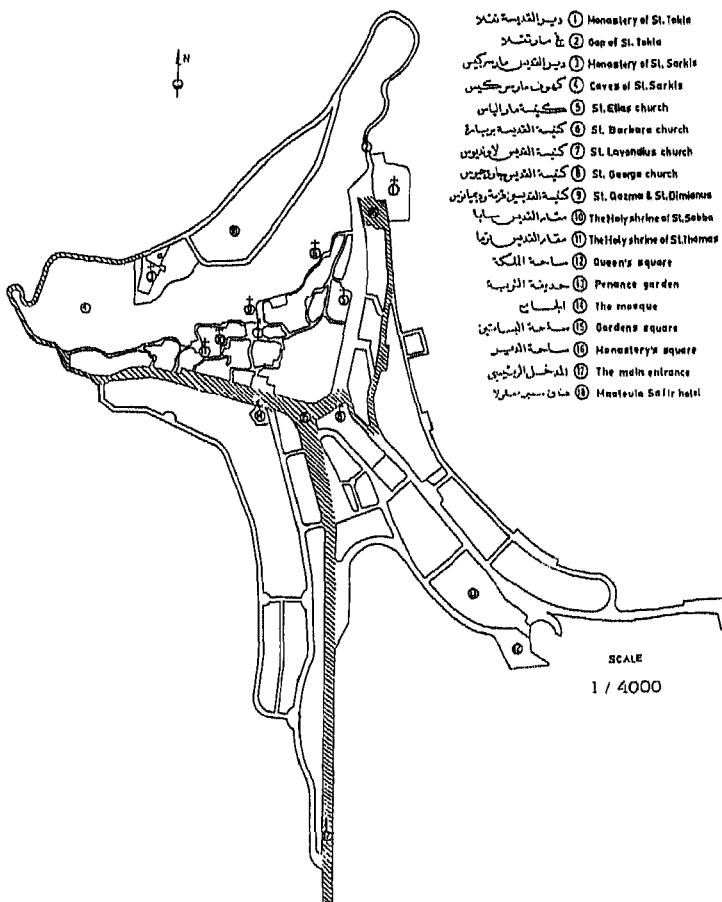 دير القديسة تقلا ① Monastery of St. Tekla
فج مار تقلا ② Gap of St. Tekla
دير القديس مار سركيس ③ Monastery of St. Sarkis
كهوف مار سركيس ④ Caves of St. Sarkis
كنيسة مار الياس ⑤ St. Elias church
كنيسة القديسة بربارة ⑥ St. Barbara church
كنيسة القديس لاونديوس ⑦ St. Lavandius church
كنيسة القديس جاورجيوس ⑧ St. George church
⑨ St. Qozma & St. Dimianus
مقام القديس سابا ⑩ The Holy shrine of St. Sabba
مقام القديس توما ⑪ The Holy shrine of St. Thomas
ساحة الملكة ⑫ Queen's square
حديقة التوبة ⑬ Penance garden
الجامع ⑭ The mosque
ساحة البساتين ⑮ Gardens square
ساحة الدير ⑯ Monastery's square
المدخل الرئيسي ⑰ The main entrance
⑱ Maaloula Safir hotel
N
SCALE
1 / 4000